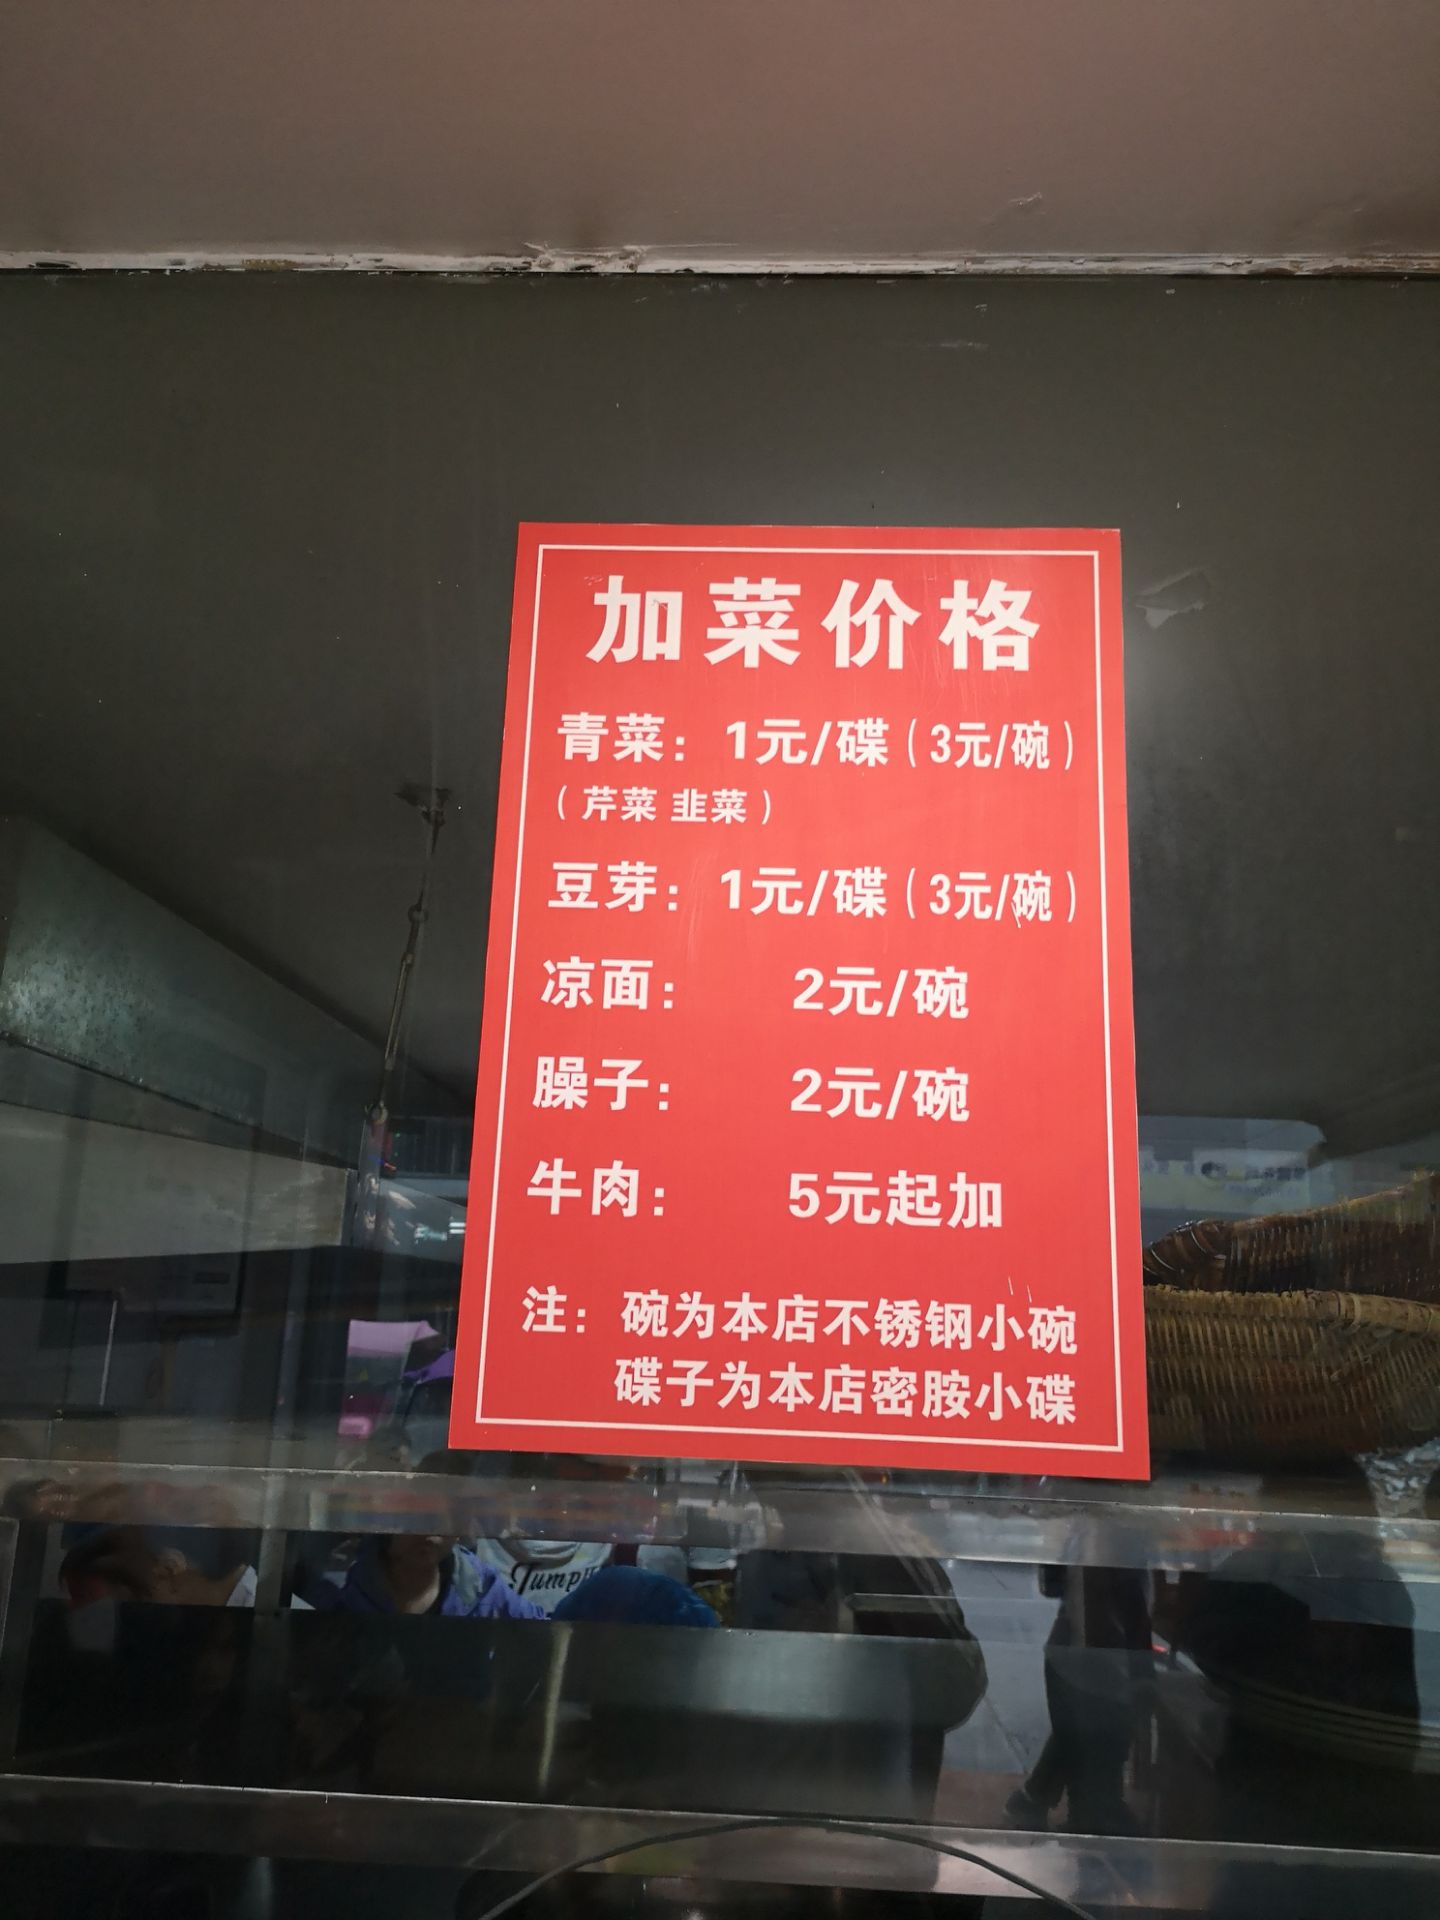 加菜价格
青菜：1元/碟（3元/碗）
（芹菜 韭菜）
豆芽：1元/碟（3元/碗）
凉面：2元/碗
臊子：2元/碗
牛肉：5元起加
注：碗为本店不锈钢小碗
碟子为本店密胺小碟